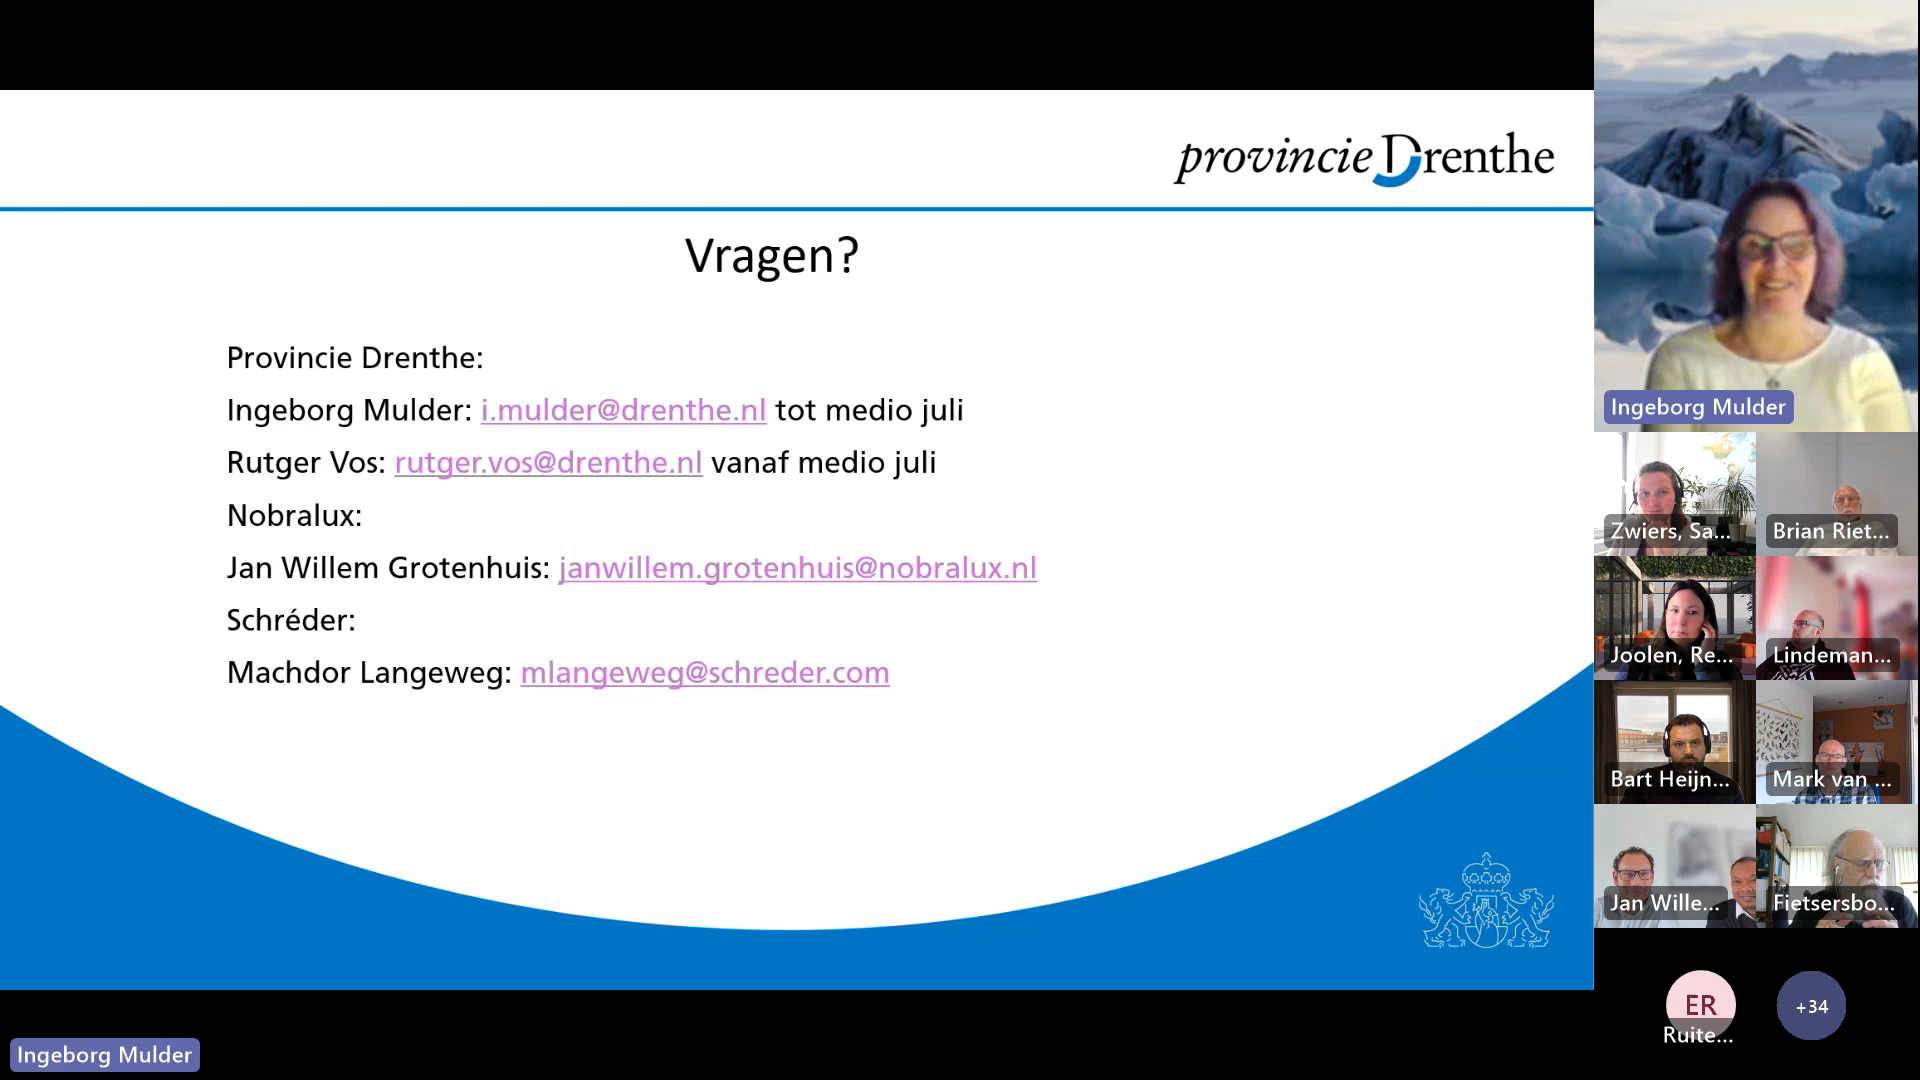 provincie Drenthe
Vragen?
Provincie Drenthe:
Ingeborg Mulder: i.mulder@drenthe.nl tot medio juli
Rutger Vos: rutger.vos@drenthe.nl vanaf medio juli
Nobralux:
Jan Willem Grotenhuis: janwillem.grotenhuis@nobralux.nl
Schréder:
Machdor Langeweg: mlangeweg@schreder.com
Ingeborg Mulder
Ingeborg Mulder
Zwiers, Sa...
Brian Riet...
Joolen, Re...
Lindeman...
Bart Heijn...
Mark van ...
Jan Wille...
Fietsersbo...
ER
Ruite...
+34